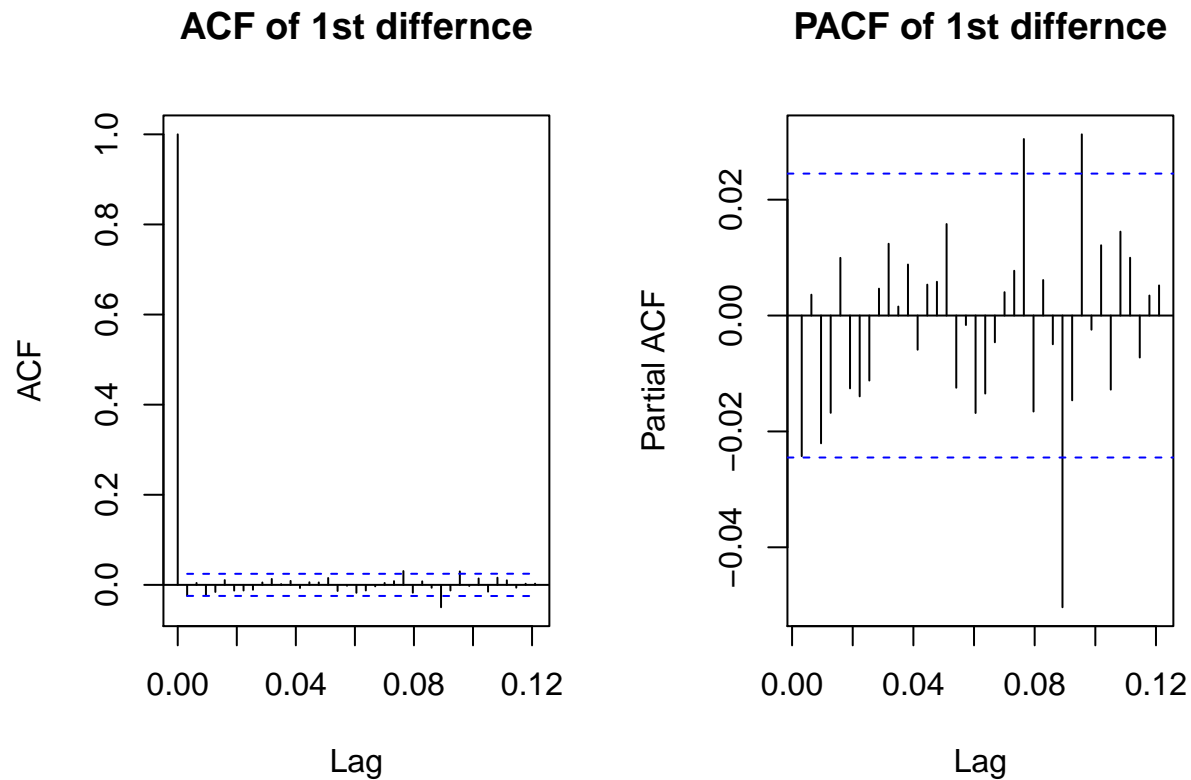 ACF of 1st differnce
ACF
1.0
0.8
0.6
0.4
0.2
0.0
0.00 0.04 0.08 0.12
Lag
PACF of 1st differnce
Partial ACF
0.02
0.00
−0.02
−0.04
0.00 0.04 0.08 0.12
Lag